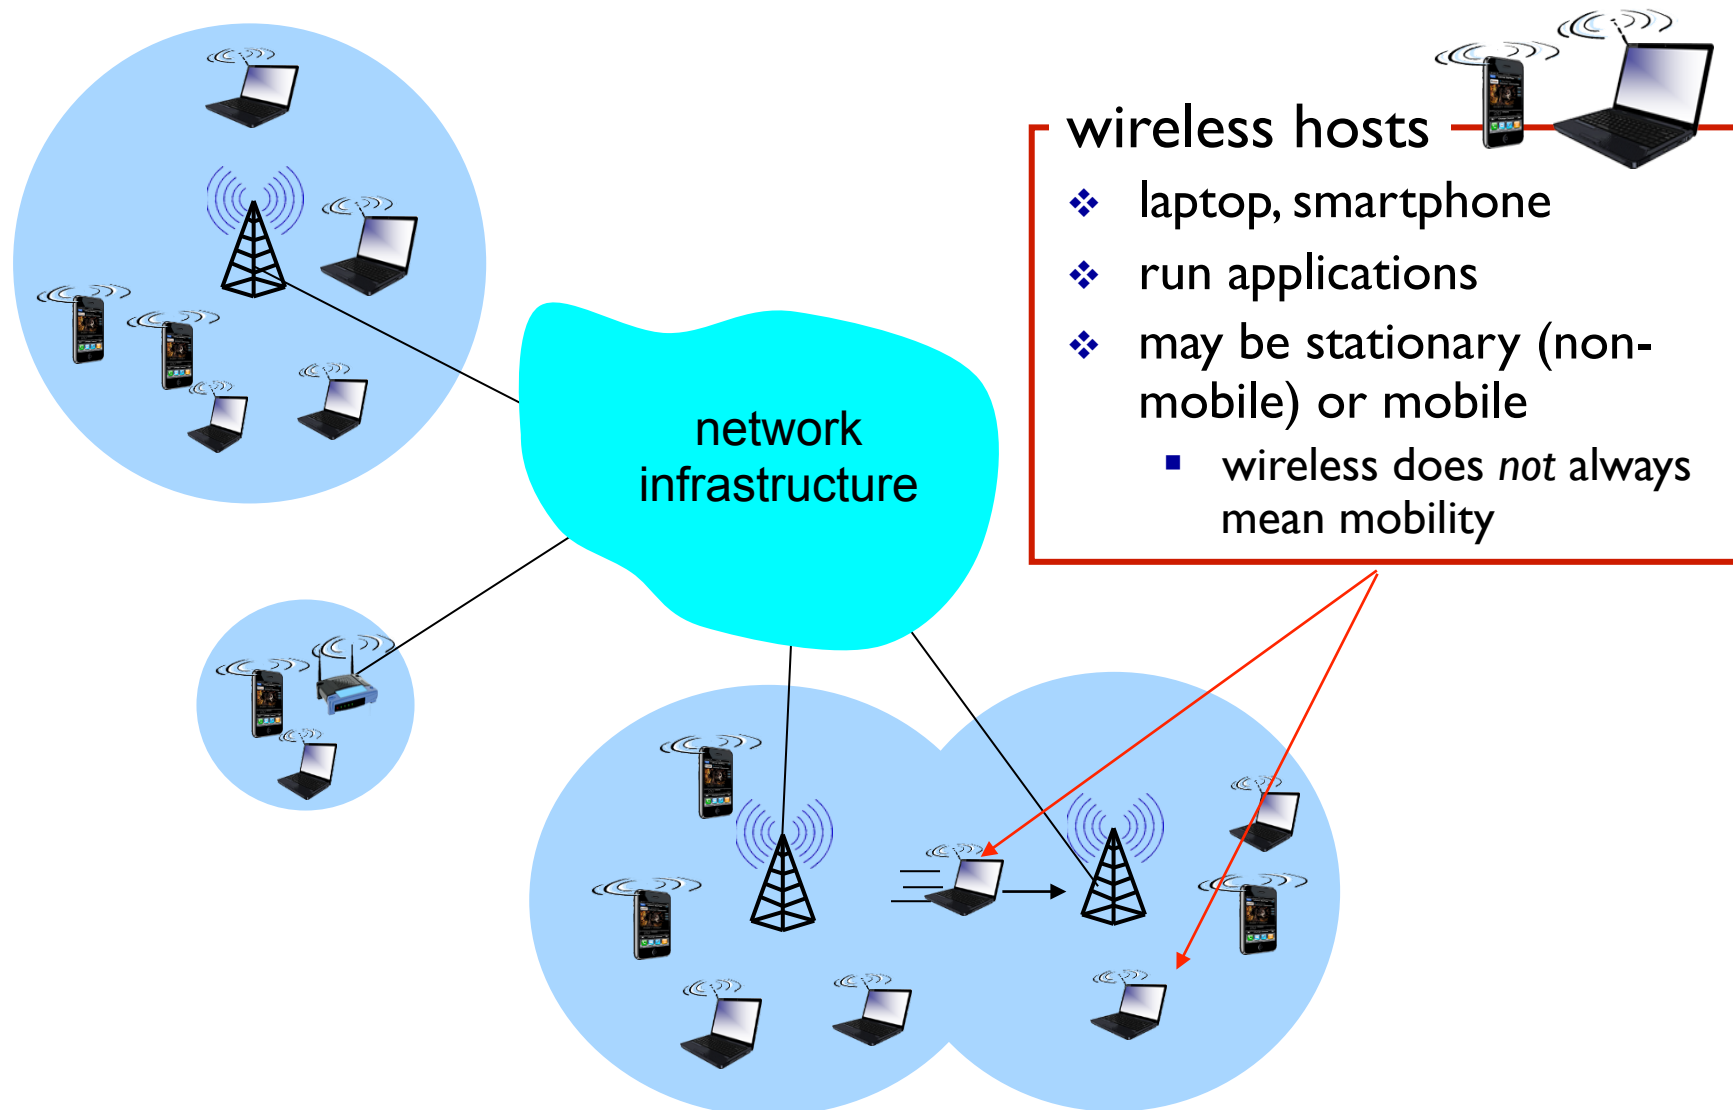 wireless hosts
❖ laptop, smartphone
❖ run applications
❖ may be stationary (non-
mobile) or mobile
▪ wireless does not always
mean mobility
network
infrastructure